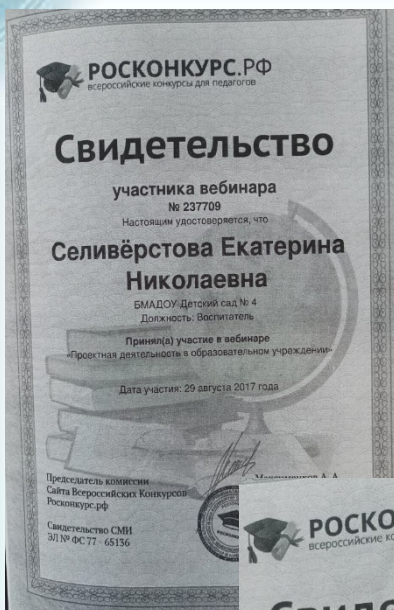 РОСКОНКУРС.РФ
всероссийские конкурсы для педагогов
Свидетельство
участника вебинара
№ 237709
Настоящим удостоверяется, что
Селивёрстова Екатерина
Николаевна
БМАДОУ Детский сад № 4
Должность: Воспитатель
Принял(а) участие в вебинаре
«Проектная деятельность в образовательном учреждении»
Дата участия: 29 августа 2017 года
Председатель комиссии
Сайта Всероссийских Конкурсов
Росконкурс.рф
Свидетельство СМИ
ЭЛ № ФС 77 - 65136
РОСКО
всероссийские ко